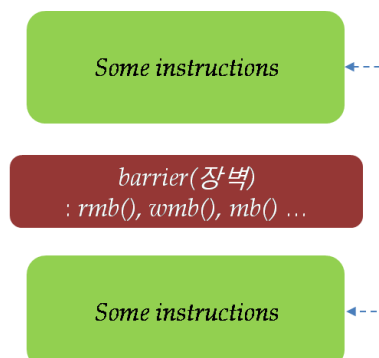 Some instructions
barrier(장벽)
: rmb(), wmb(), mb() ...
Some instructions